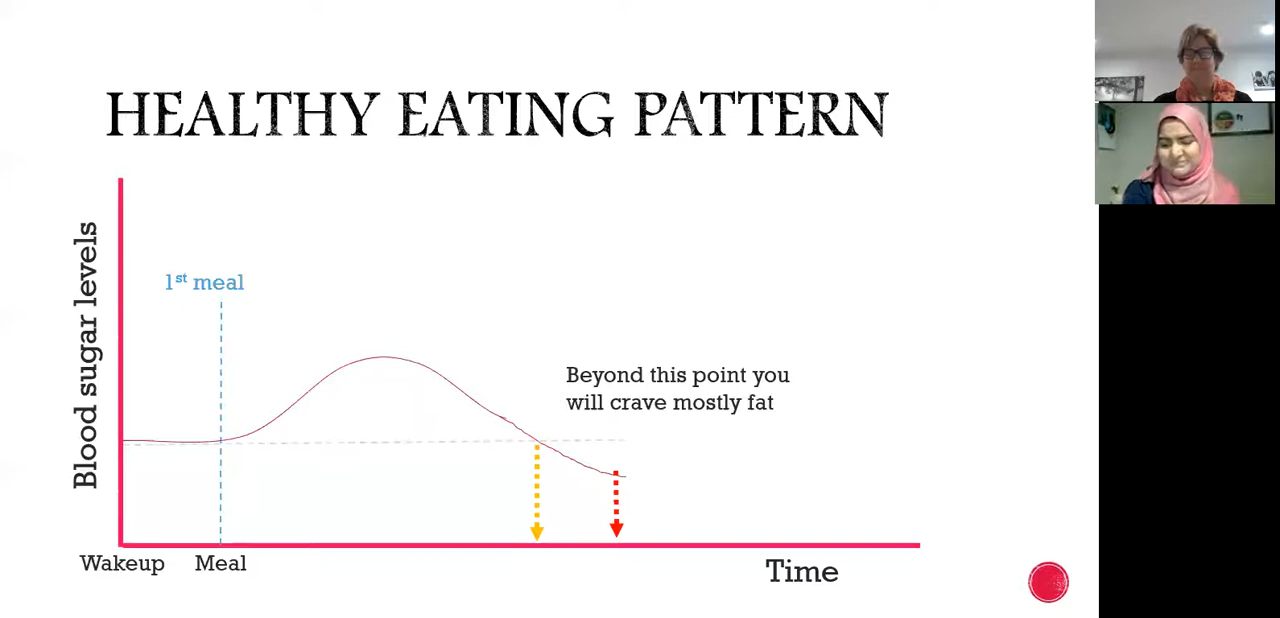 HEALTHY EATING PATTERN
Blood sugar levels
1st meal
Beyond this point you
will crave mostly fat
Wakeup
Meal
Time